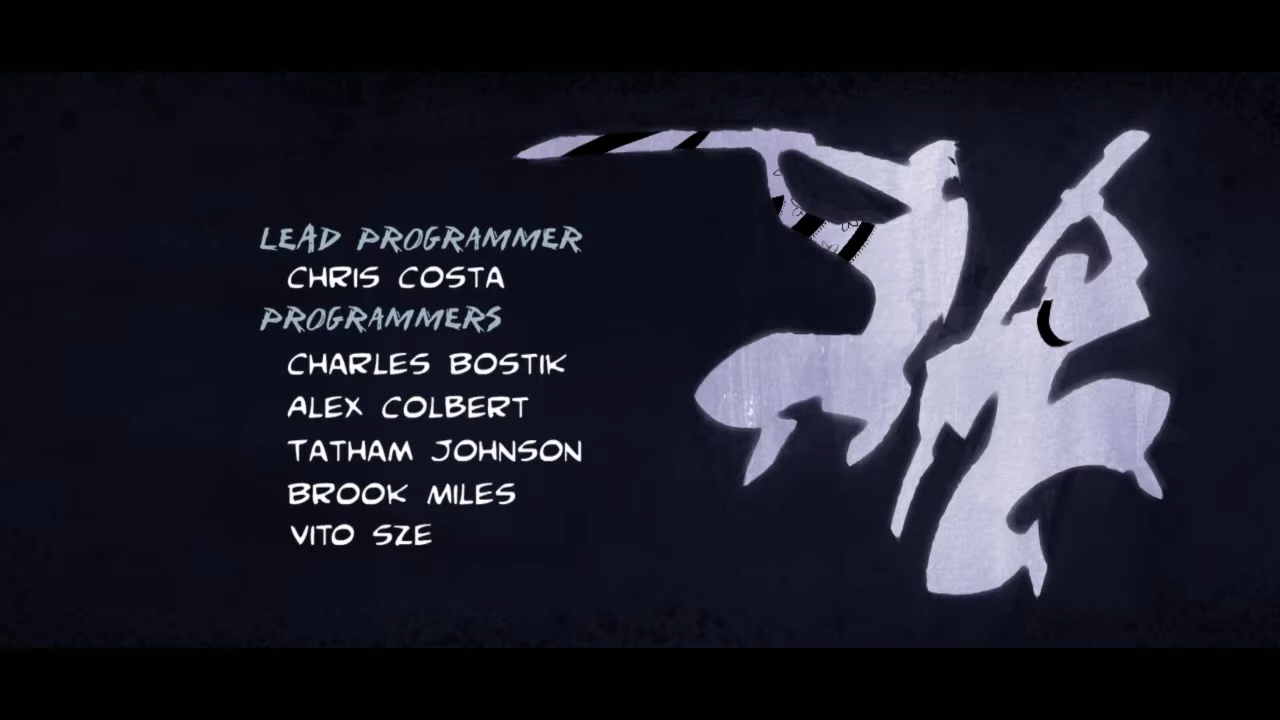 LEAD PROGRAMMER
CHRIS COSTA
PROGRAMMERS
CHARLES BOSTIK
ALEX COLBERT
TATHAM JOHNSON
BROOK MILES
VITO SZE